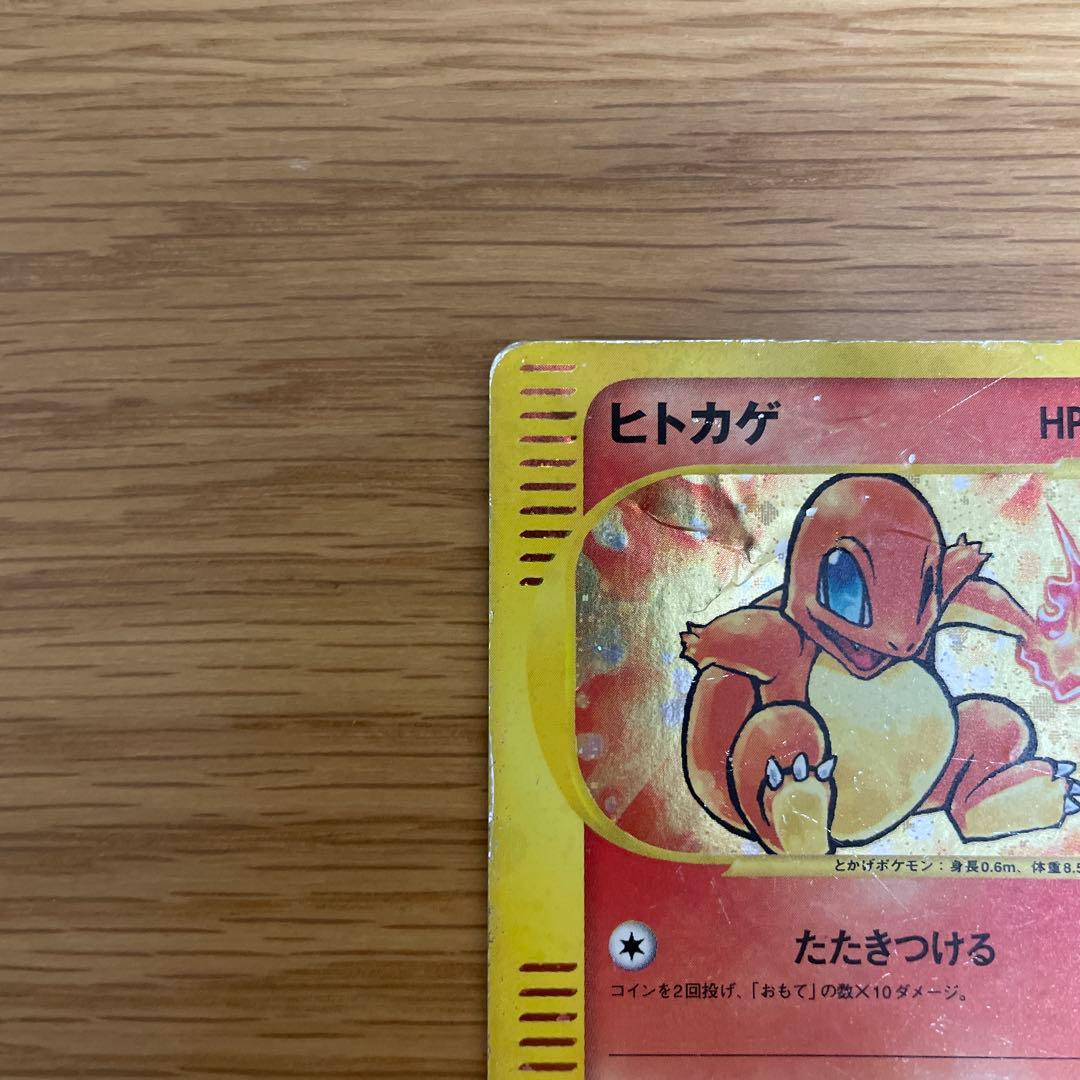 ヒトカゲ HP
とかげポケモン：身長0.6m、体重8.5
たたきつける
コインを2回投げ、「おもて」の数×10ダメージ。